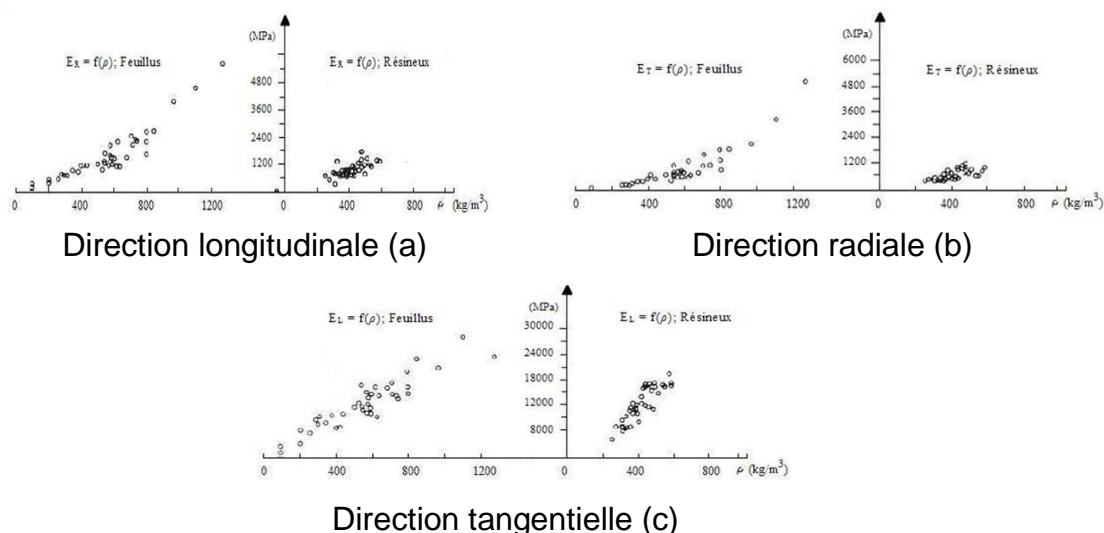 (MPa)
E_R = f(ρ); Feuillus
E_R = f(ρ); Résineux
4800
3600
2400
1200
0 400 800 1200
0 400 800 ρ (kg/m³)
Direction longitudinale (a)
(MPa)
E_T = f(ρ); Feuillus
E_T = f(ρ); Résineux
6000
4800
3600
2400
1200
0 400 800 1200
0 400 800 ρ (kg/m³)
Direction radiale (b)
(MPa)
E_L = f(ρ); Feuillus
E_L = f(ρ); Résineux
30000
24000
18000
12000
8000
0 400 800 1200
0 400 800 ρ (kg/m³)
Direction tangentielle (c)